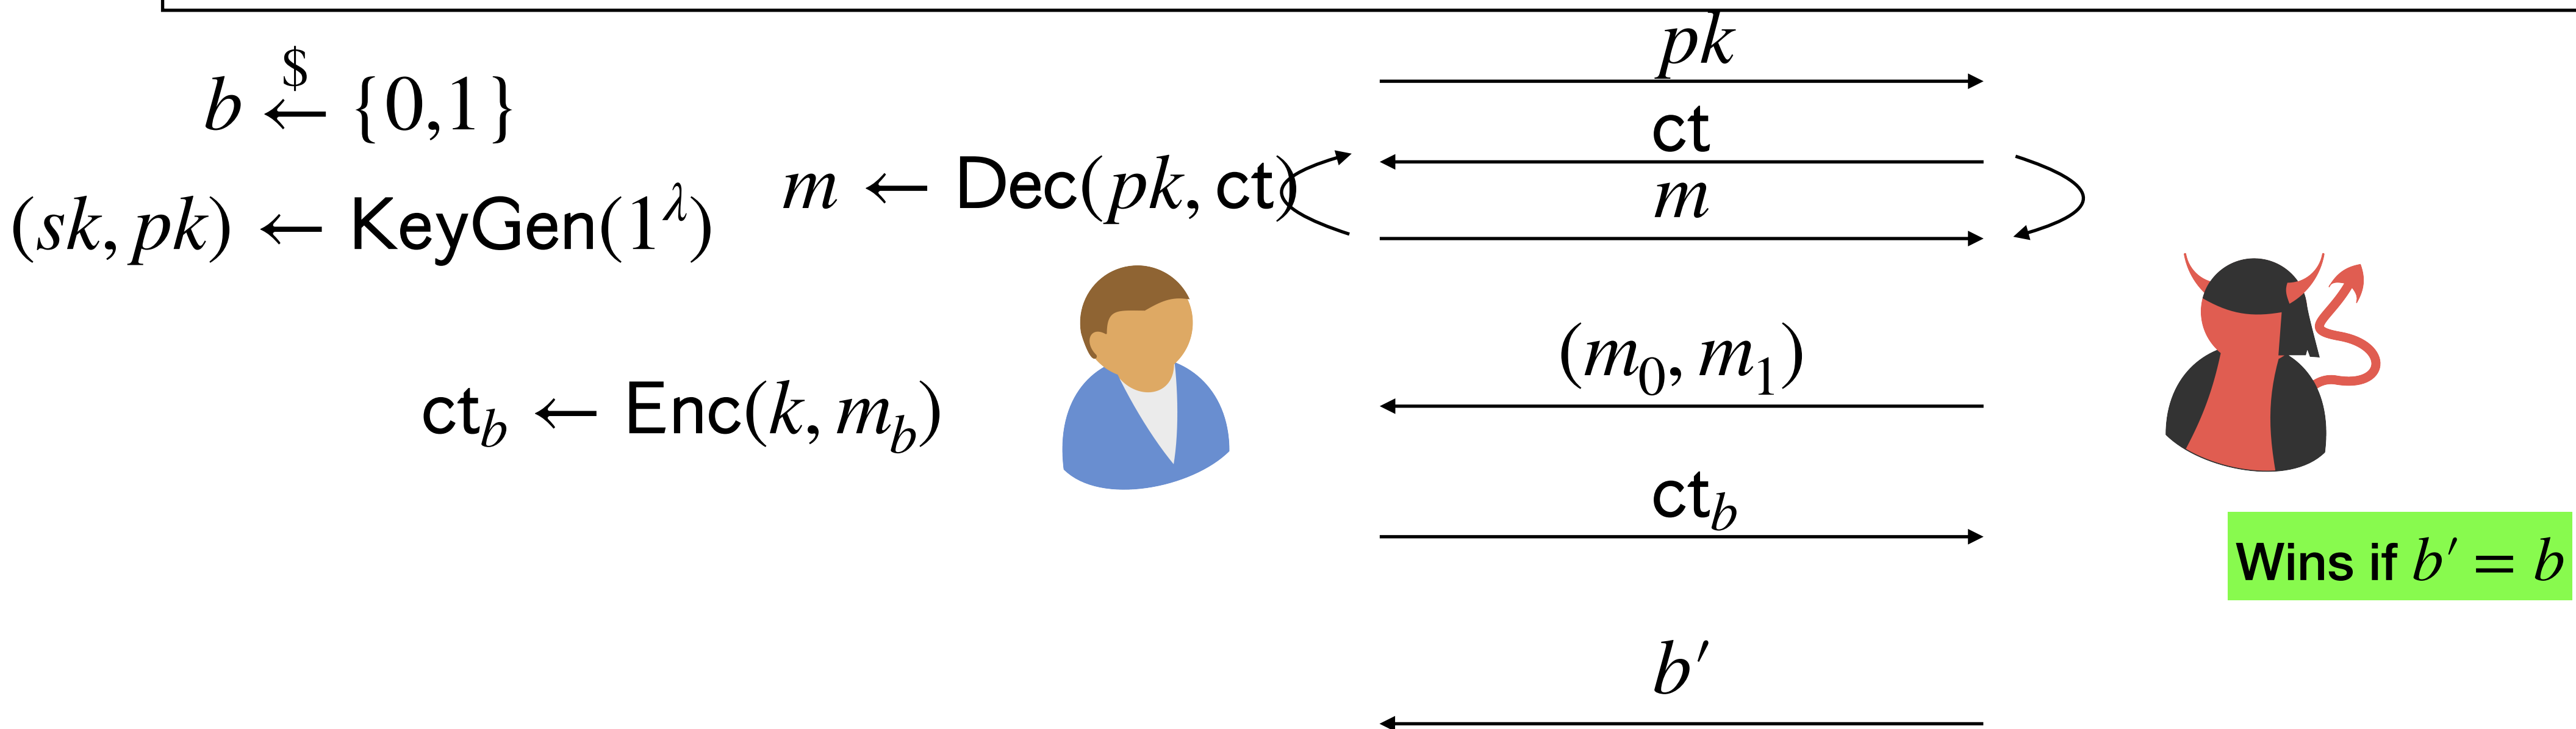 b ←$ {0,1}
(sk, pk) ← KeyGen(1^λ)
m ← Dec(pk, ct)
ct_b ← Enc(k, m_b)
pk
ct
m
(m_0, m_1)
ct_b
b′
Wins if b′ = b